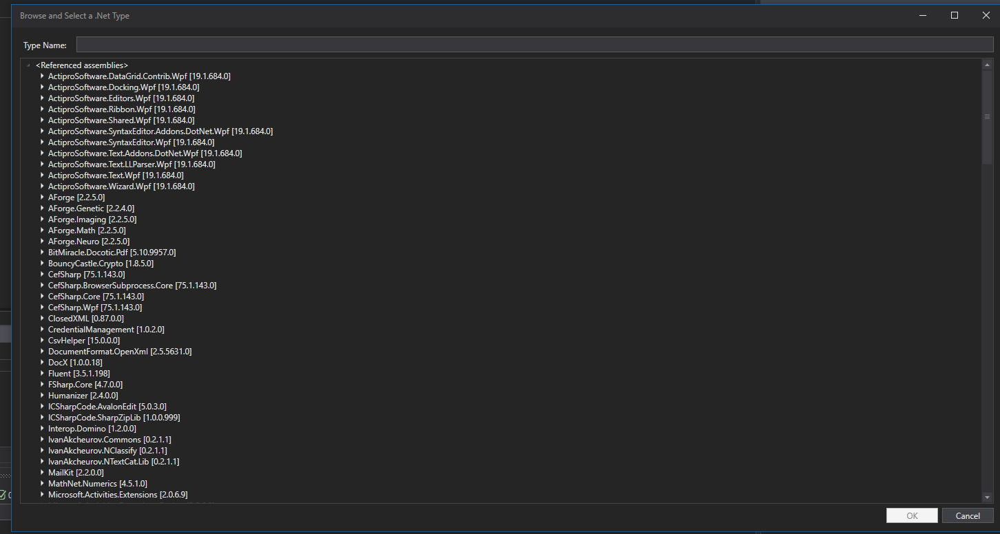 Browse and Select a .Net Type
Type Name:
<Referenced assemblies>
ActiproSoftware.DataGrid.Contrib.Wpf [19.1.684.0]
ActiproSoftware.Docking.Wpf [19.1.684.0]
ActiproSoftware.Editors.Wpf [19.1.684.0]
ActiproSoftware.Ribbon.Wpf [19.1.684.0]
ActiproSoftware.Shared.Wpf [19.1.684.0]
ActiproSoftware.SyntaxEditor.Addons.DotNet.Wpf [19.1.684.0]
ActiproSoftware.SyntaxEditor.Wpf [19.1.684.0]
ActiproSoftware.Text.Addons.DotNet.Wpf [19.1.684.0]
ActiproSoftware.Text.LLParser.Wpf [19.1.684.0]
ActiproSoftware.Text.Wpf [19.1.684.0]
ActiproSoftware.Wizard.Wpf [19.1.684.0]
AForge [2.2.5.0]
AForge.Genetic [2.2.4.0]
AForge.Imaging [2.2.5.0]
AForge.Math [2.2.5.0]
AForge.Neuro [2.2.5.0]
BitMiracle.Docotic.Pdf [5.10.9957.0]
BouncyCastle.Crypto [1.8.5.0]
CefSharp [75.1.143.0]
CefSharp.BrowserSubprocess.Core [75.1.143.0]
CefSharp.Core [75.1.143.0]
CefSharp.Wpf [75.1.143.0]
ClosedXML [0.87.0.0]
CredentialManagement [1.0.2.0]
CsvHelper [15.0.0.0]
DocumentFormat.OpenXml [2.5.5631.0]
DocX [1.0.0.18]
Fluent [3.5.1.198]
FSharp.Core [4.7.0.0]
Humanizer [2.4.0.0]
ICSharpCode.AvalonEdit [5.0.3.0]
ICSharpCode.SharpZipLib [1.0.0.999]
Interop.Domino [1.2.0.0]
IvanAkcheurov.Commons [0.2.1.1]
IvanAkcheurov.NClassify [0.2.1.1]
IvanAkcheurov.NTextCat.Lib [0.2.1.1]
MailKit [2.2.0.0]
MathNet.Numerics [4.5.1.0]
Microsoft.Activities.Extensions [2.0.6.9]
OK
Cancel